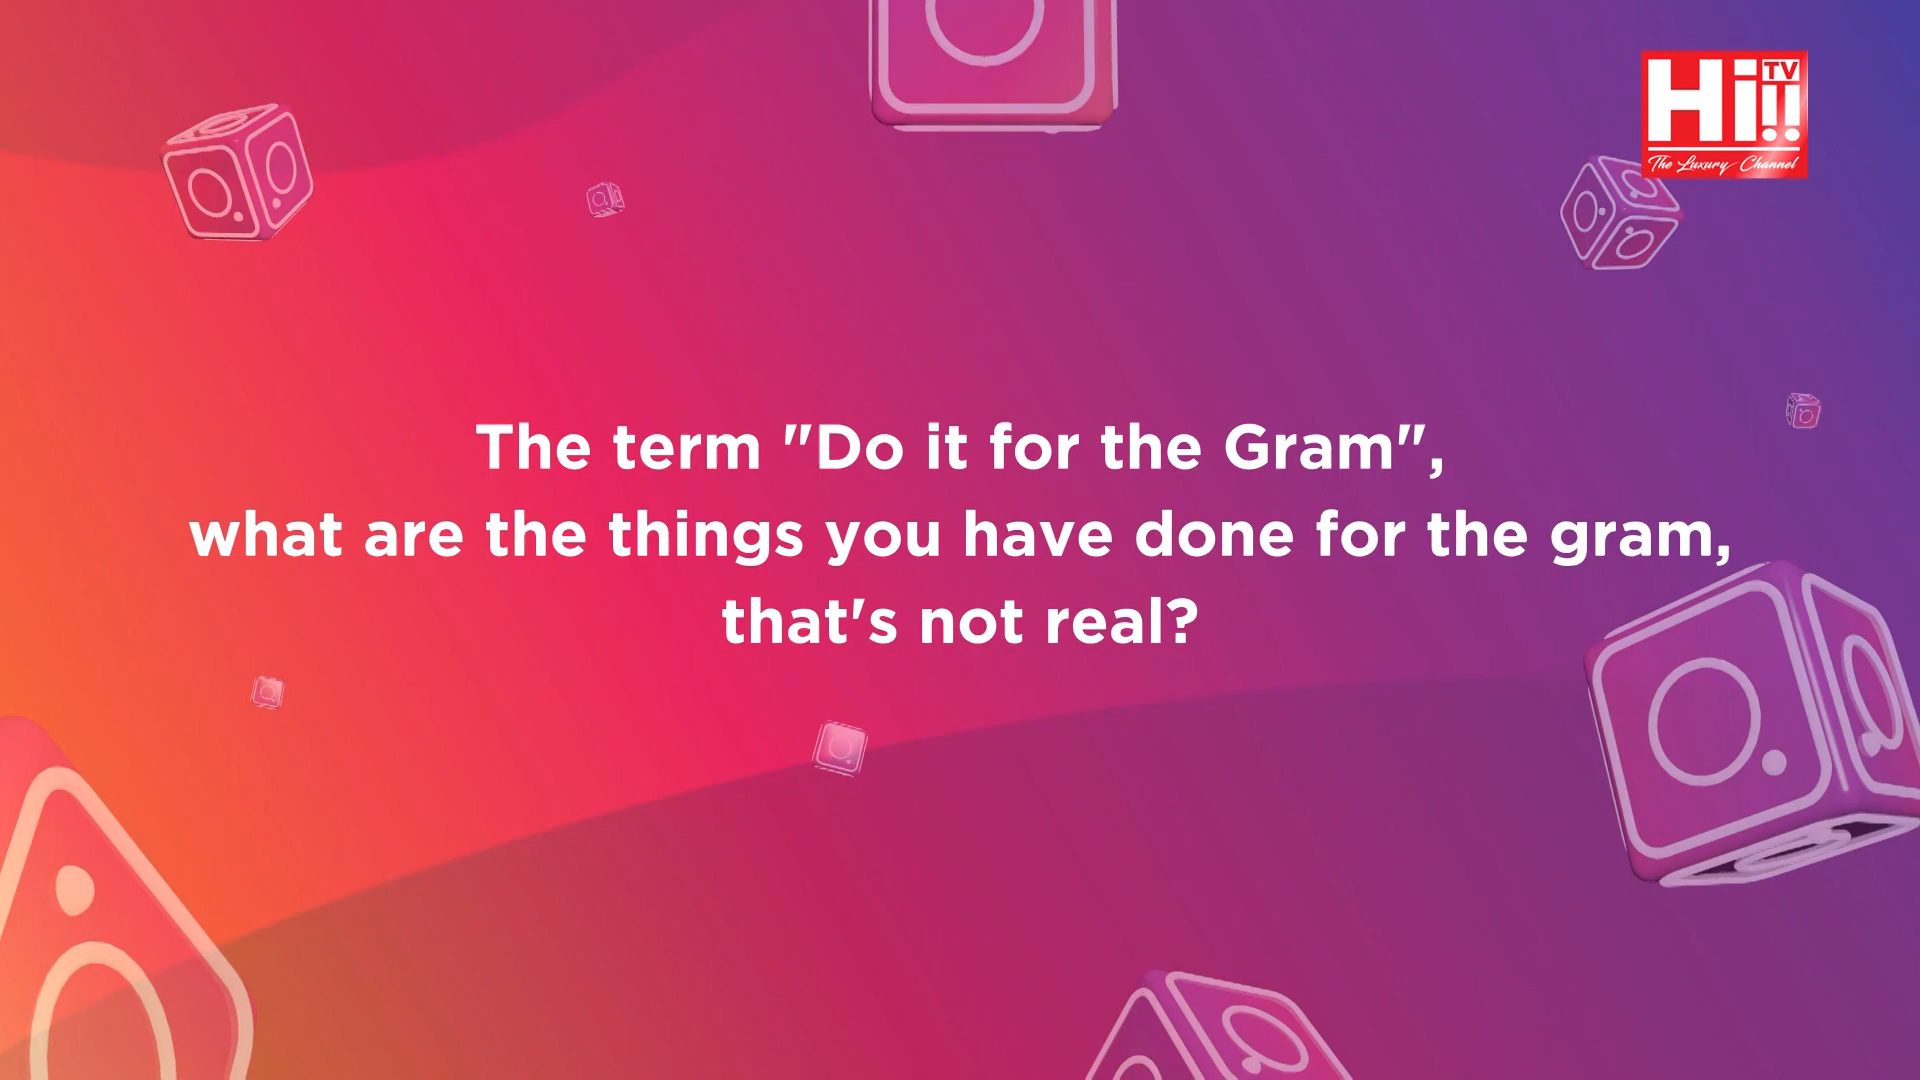 Hi!!
TV
The Luxury Channel
The term "Do it for the Gram",
what are the things you have done for the gram,
that's not real?